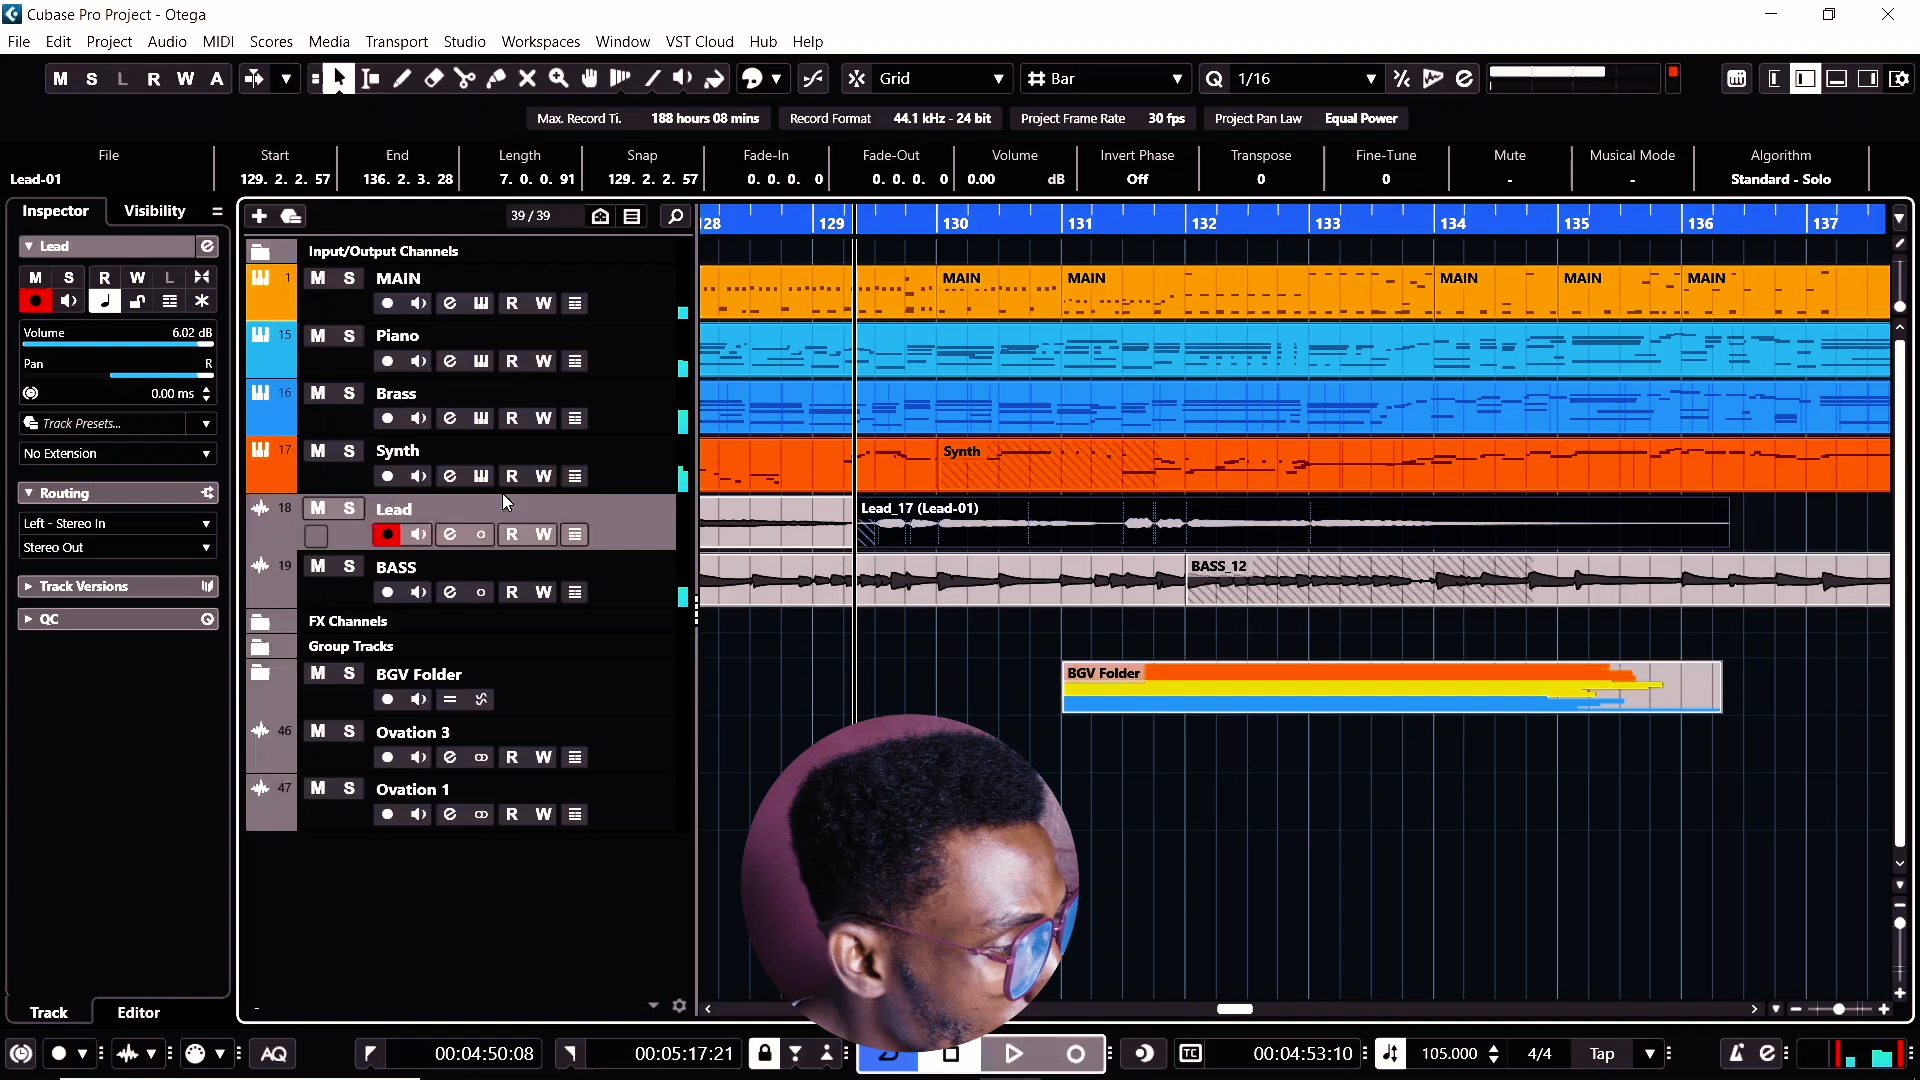 Cubase Pro Project - Otega
File Edit Project Audio MIDI Scores Media Transport Studio Workspaces Window VST Cloud Hub Help
M S L R W A Grid Bar Q 1/16
Max. Record Ti. 188 hours 08 mins Record Format 44.1 kHz - 24 bit Project Frame Rate 30 fps Project Pan Law Equal Power
File Start End Length Snap Fade-In Fade-Out Volume Invert Phase Transpose Fine-Tune Mute Musical Mode Algorithm
Lead-01 129. 2. 2. 57 136. 2. 3. 28 7. 0. 0. 91 129. 2. 2. 57 0. 0. 0. 0 0. 0. 0. 0 0.00 dB Off 0 0 - - Standard - Solo
Inspector Visibility
39 / 39
128 129 130 131 132 133 134 135 136 137
Lead
M S R W L
Volume 6.02 dB
Pan R
0.00 ms
Track Presets...
No Extension
Routing
Left - Stereo In
Stereo Out
Track Versions
QC
Input/Output Channels
1 M S MAIN
R W
MAIN MAIN MAIN MAIN MAIN
15 M S Piano
R W
16 M S Brass
R W
17 M S Synth
R W
Synth
18 M S Lead
R W
Lead_17 (Lead-01)
19 M S BASS
R W
BASS_12
FX Channels
Group Tracks
M S BGV Folder
BGV Folder
46 M S Ovation 3
R W
47 M S Ovation 1
R W
Track Editor
AQ 00:04:50:08 00:05:17:21 TC 00:04:53:10 105.000 4/4 Tap